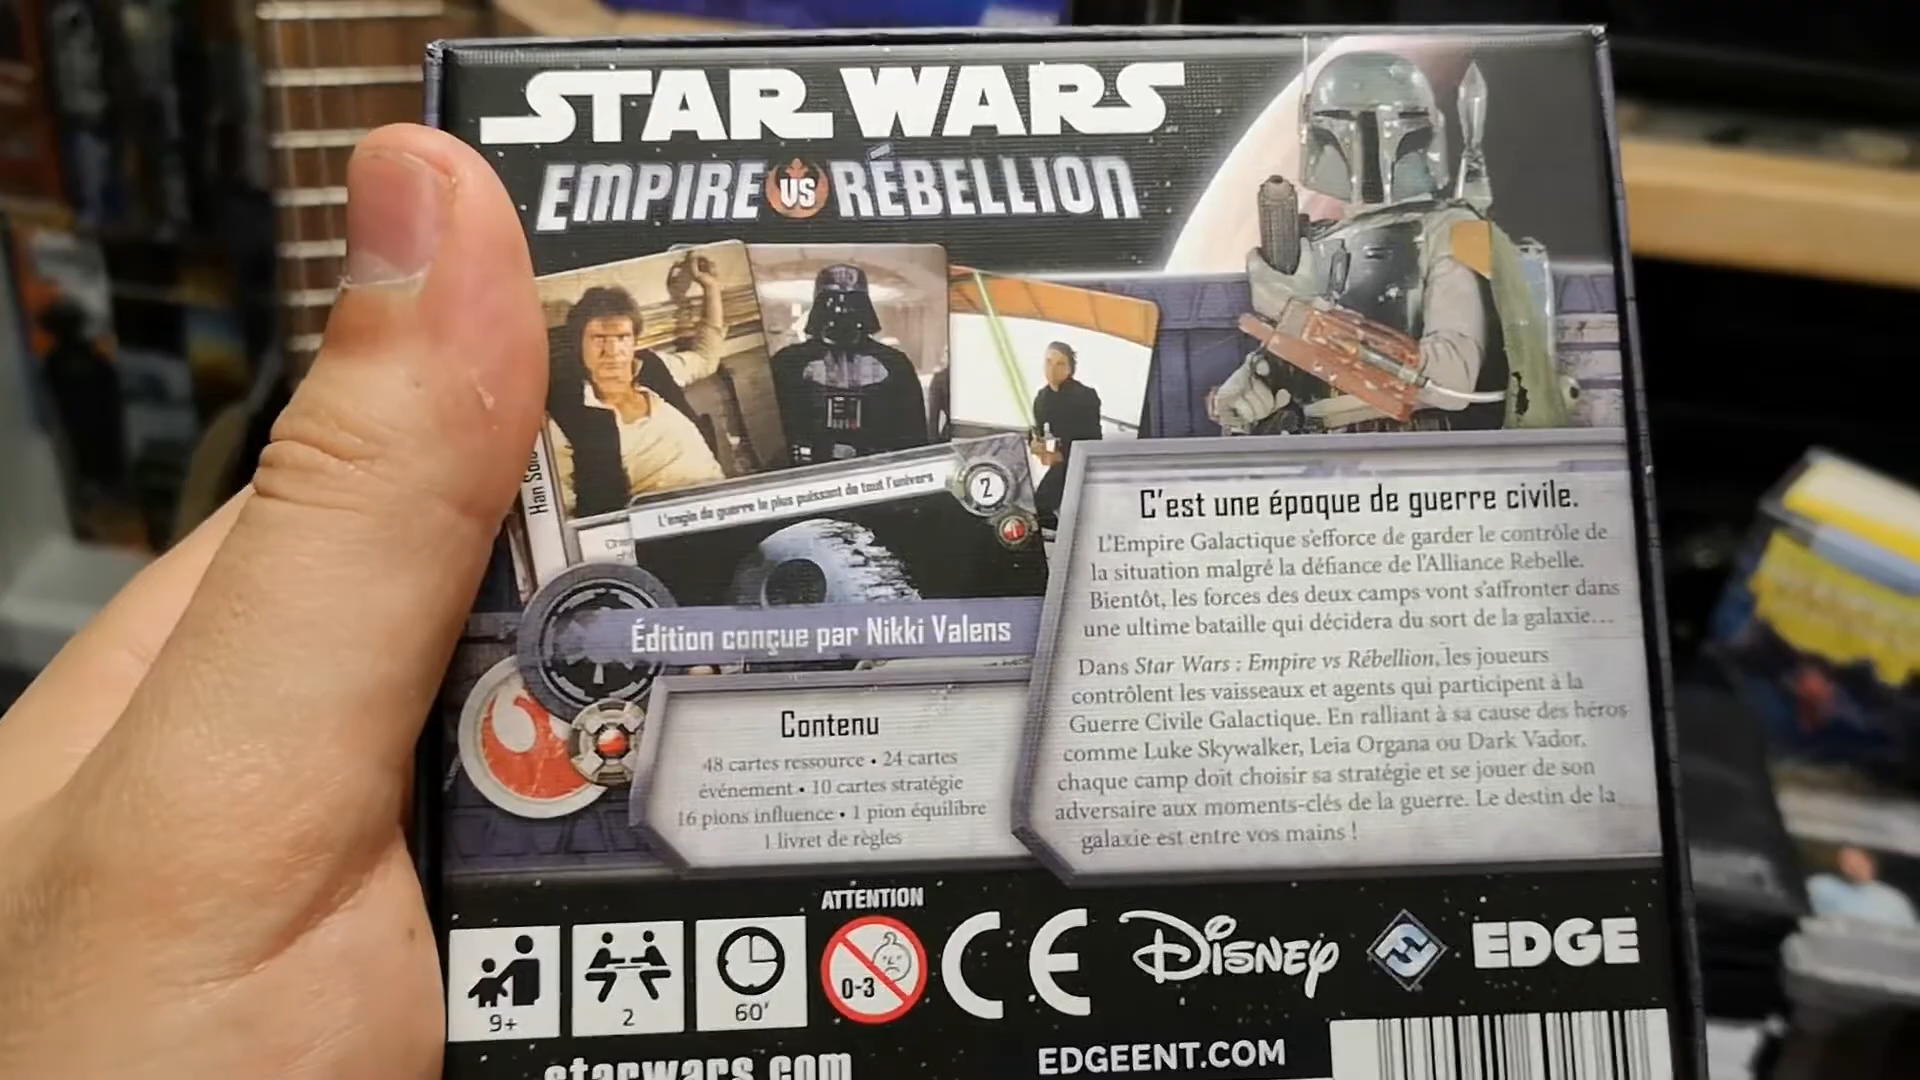 STAR WARS
EMPIRE VS RÉBELLION
Han Solo
L'engin de guerre le plus puissant de tout l'univers
2
Édition conçue par Nikki Valens
Contenu
48 cartes ressource • 24 cartes
événement • 10 cartes stratégie
16 pions influence • 1 pion équilibre
1 livret de règles
C'est une époque de guerre civile.
L'Empire Galactique s'efforce de garder le contrôle de
la situation malgré la défiance de l'Alliance Rebelle.
Bientôt, les forces des deux camps vont s'affronter dans
une ultime bataille qui décidera du sort de la galaxie…
Dans Star Wars : Empire vs Rébellion, les joueurs
contrôlent les vaisseaux et agents qui participent à la
Guerre Civile Galactique. En ralliant à sa cause des héros
comme Luke Skywalker, Leia Organa ou Dark Vador,
chaque camp doit choisir sa stratégie et se jouer de son
adversaire aux moments-clés de la guerre. Le destin de la
galaxie est entre vos mains !
9+
2
60'
ATTENTION
0-3
CE
DISNEY
EDGE
starwars.com
EDGEENT.COM